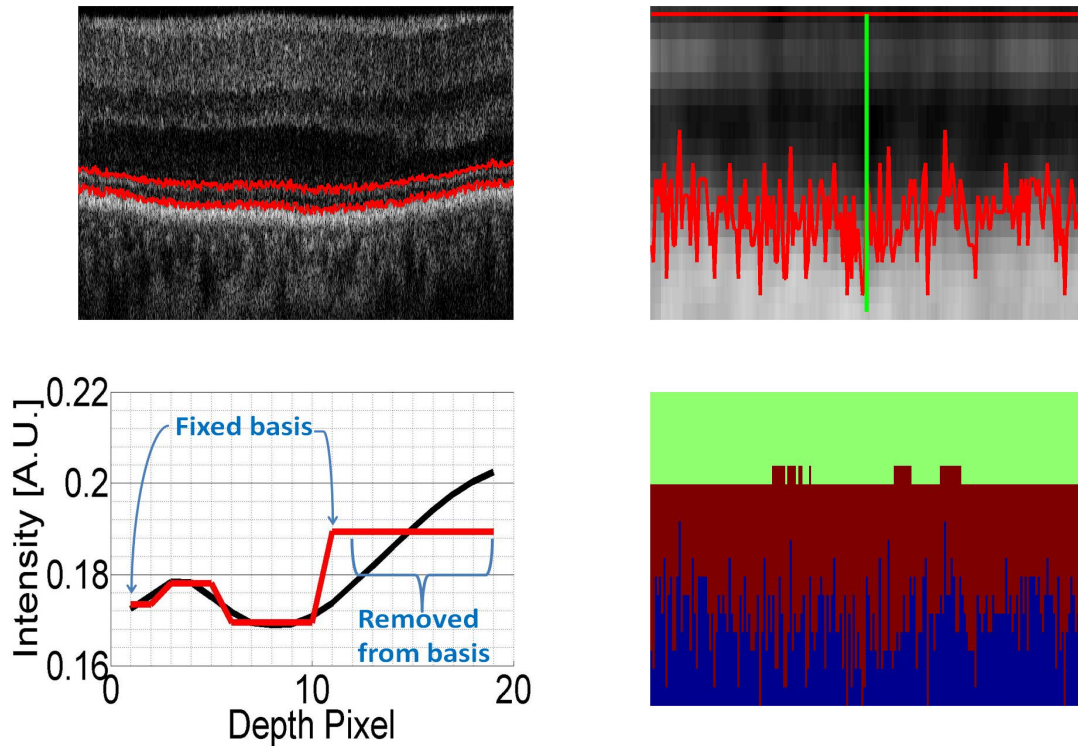 Intensity [A.U.]
0.22
0.2
0.18
0.16
Fixed basis
Removed
from basis
0
10
20
Depth Pixel